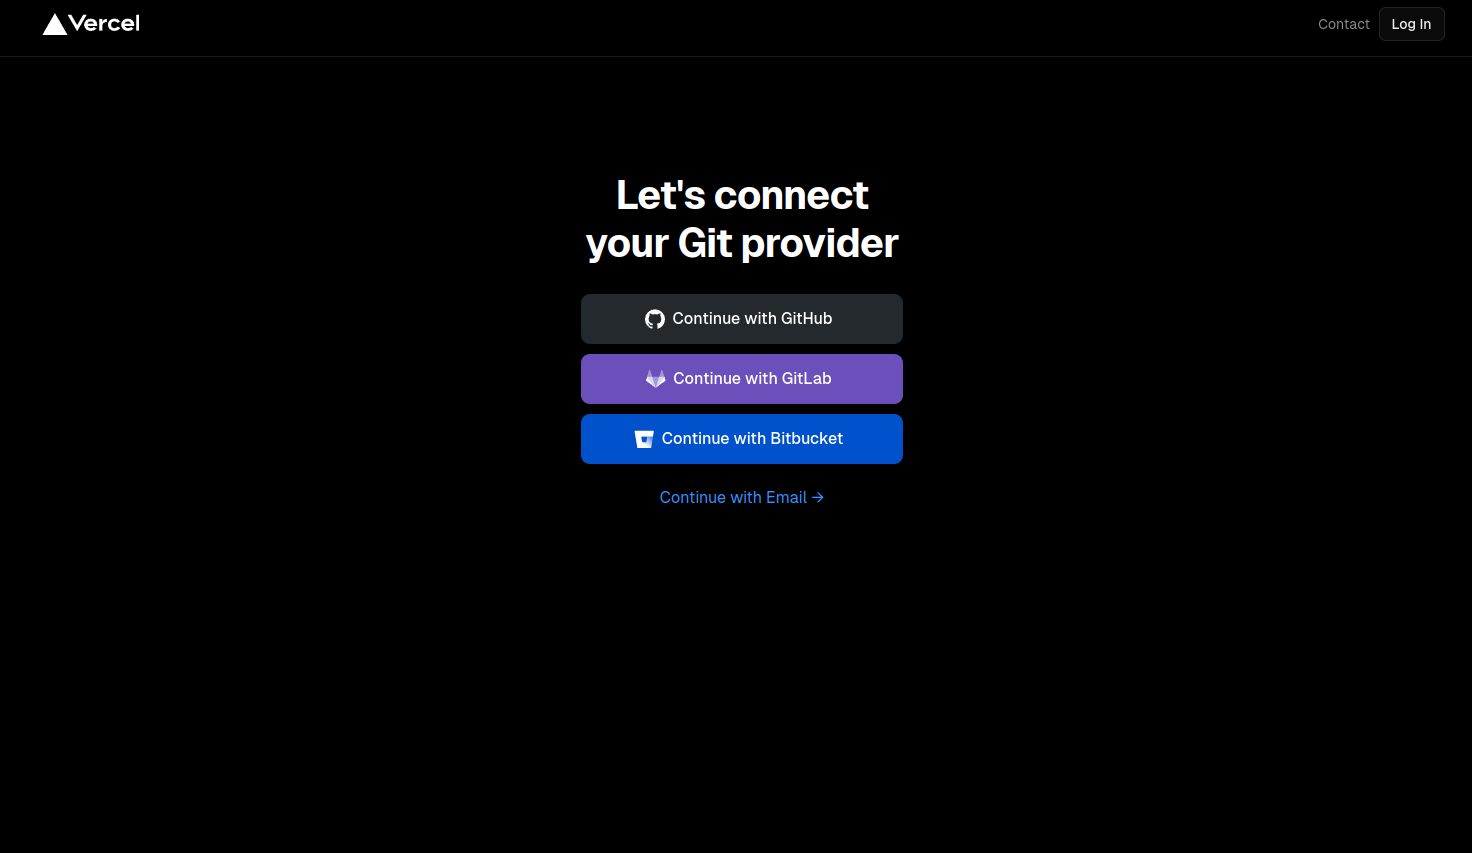 Vercel
Contact
Log In
Let's connect
your Git provider
Continue with GitHub
Continue with GitLab
Continue with Bitbucket
Continue with Email →